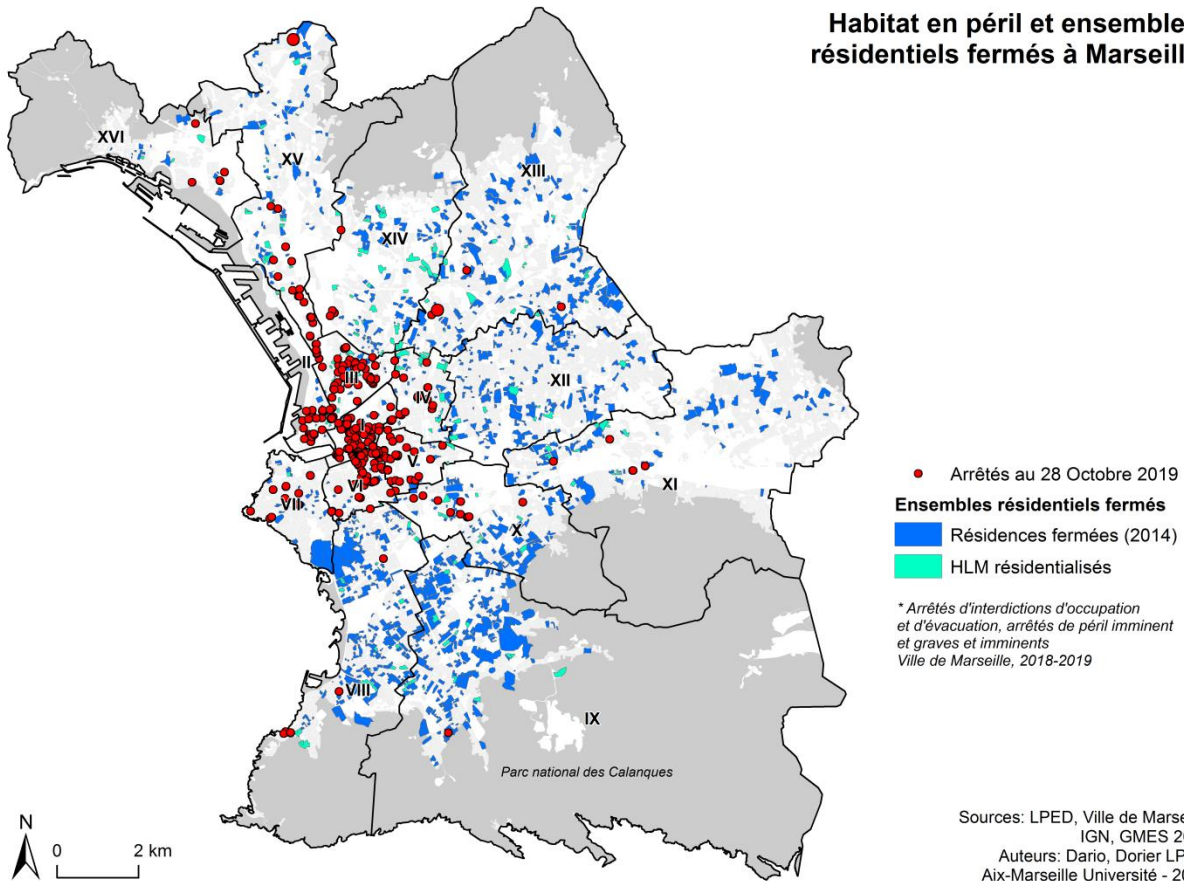 Habitat en péril et ensemble
résidentiels fermés à Marseill
XVI
XV
XIII
XIV
II
III
XII
IV
I
V
VI
VII
XI
X
VIII
IX
Parc national des Calanques
Arrêtés au 28 Octobre 2019
Ensembles résidentiels fermés
Résidences fermées (2014)
HLM résidentialisés
* Arrêtés d'interdictions d'occupation
et d'évacuation, arrêtés de péril imminent
et graves et imminents
Ville de Marseille, 2018-2019
N
0 2 km
Sources: LPED, Ville de Marse
IGN, GMES 20
Auteurs: Dario, Dorier LP
Aix-Marseille Université - 20